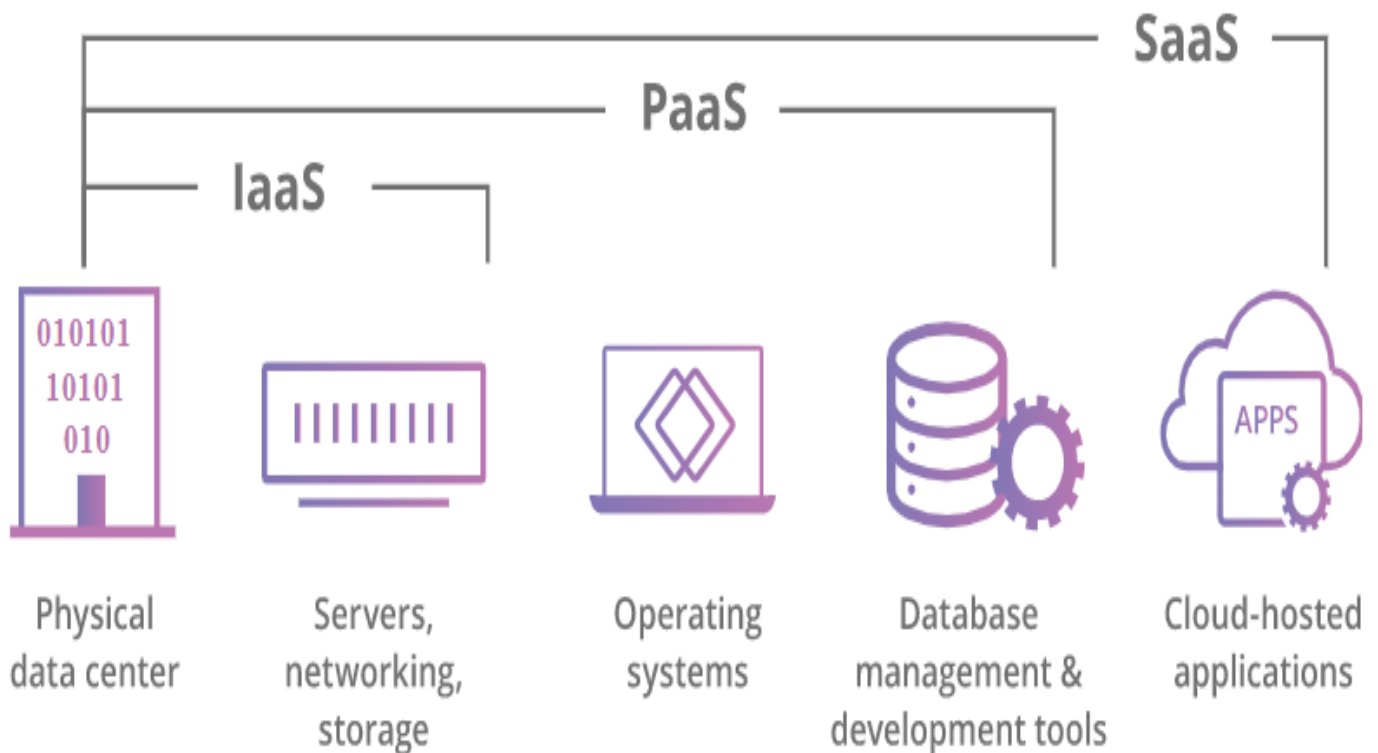 SaaS
PaaS
IaaS
010101
10101
010
APPS
Physical
data center
Servers,
networking,
storage
Operating
systems
Database
management &
development tools
Cloud-hosted
applications